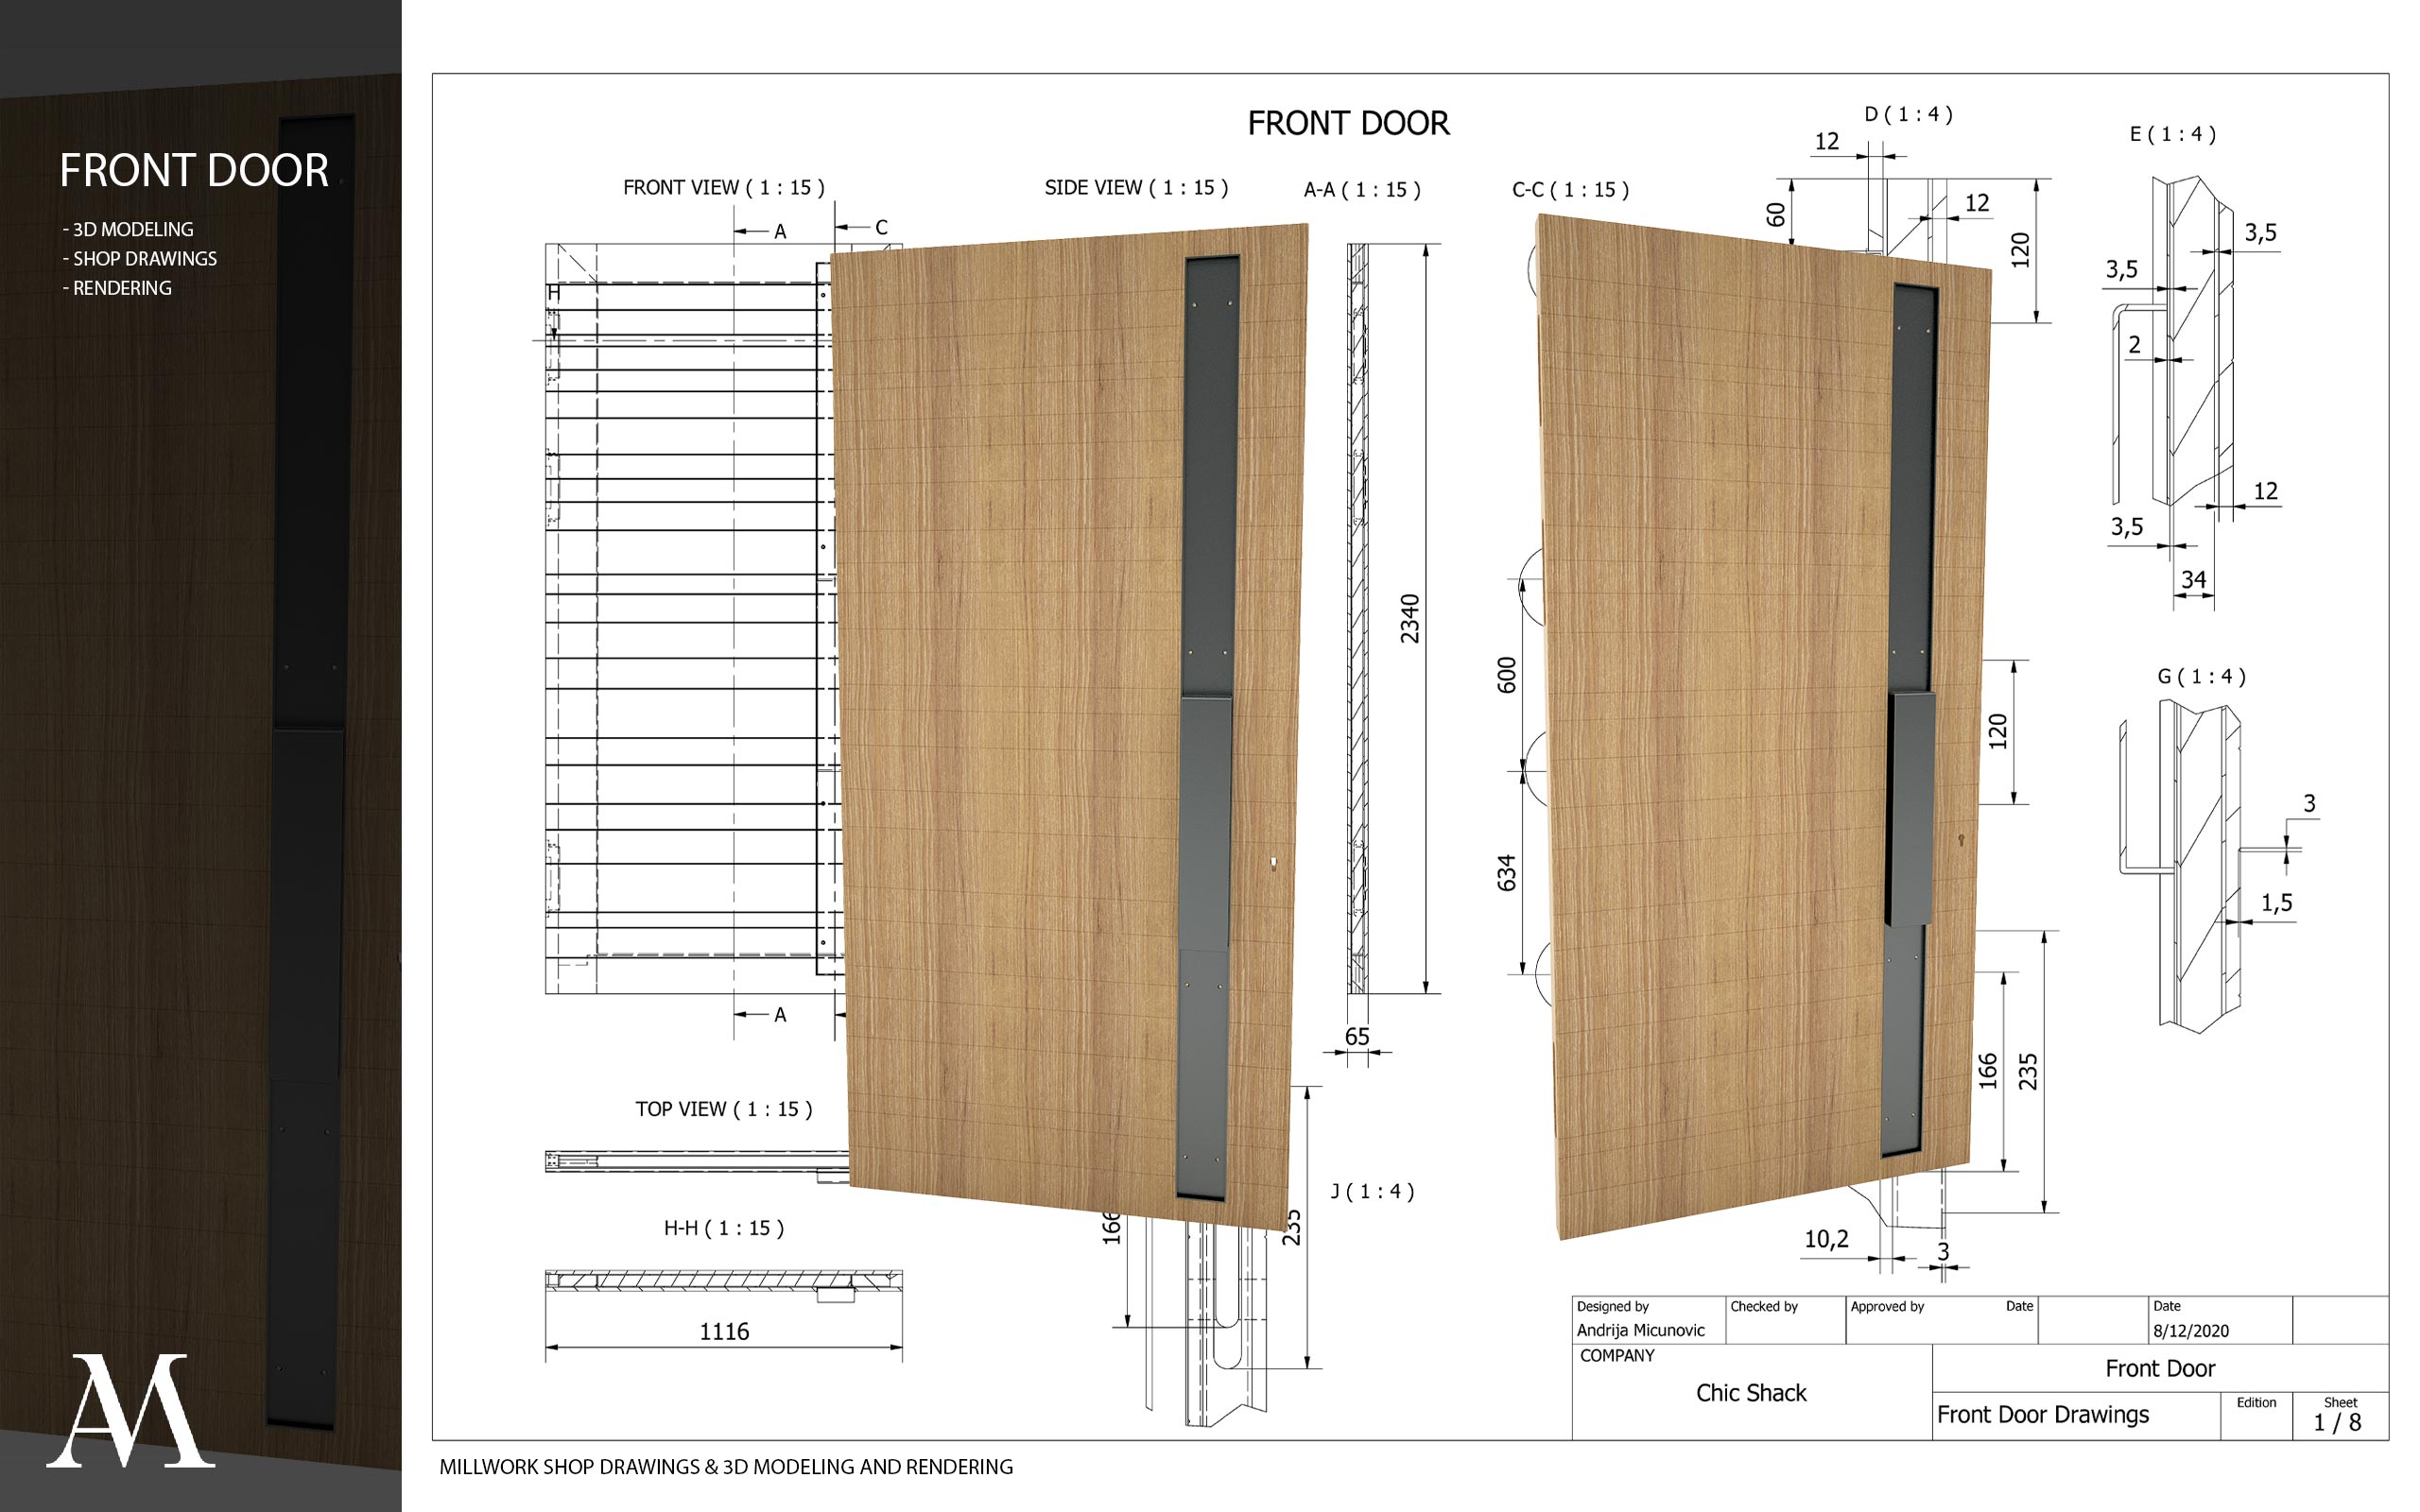 FRONT DOOR
- 3D MODELING
- SHOP DRAWINGS
- RENDERING
AM
FRONT DOOR
FRONT VIEW ( 1 : 15 )
SIDE VIEW ( 1 : 15 )
A-A ( 1 : 15 )
C-C ( 1 : 15 )
D ( 1 : 4 )
E ( 1 : 4 )
A
C
H
A
2340
65
12
60
12
120
600
634
120
166
235
10,2
3
3,5
3,5
2
12
3,5
34
G ( 1 : 4 )
3
1,5
TOP VIEW ( 1 : 15 )
H-H ( 1 : 15 )
1116
J ( 1 : 4 )
166
235
Designed by
Andrija Micunovic
Checked by
Approved by
Date
Date
8/12/2020
COMPANY
Chic Shack
Front Door
Front Door Drawings
Edition
Sheet
1 / 8
MILLWORK SHOP DRAWINGS & 3D MODELING AND RENDERING